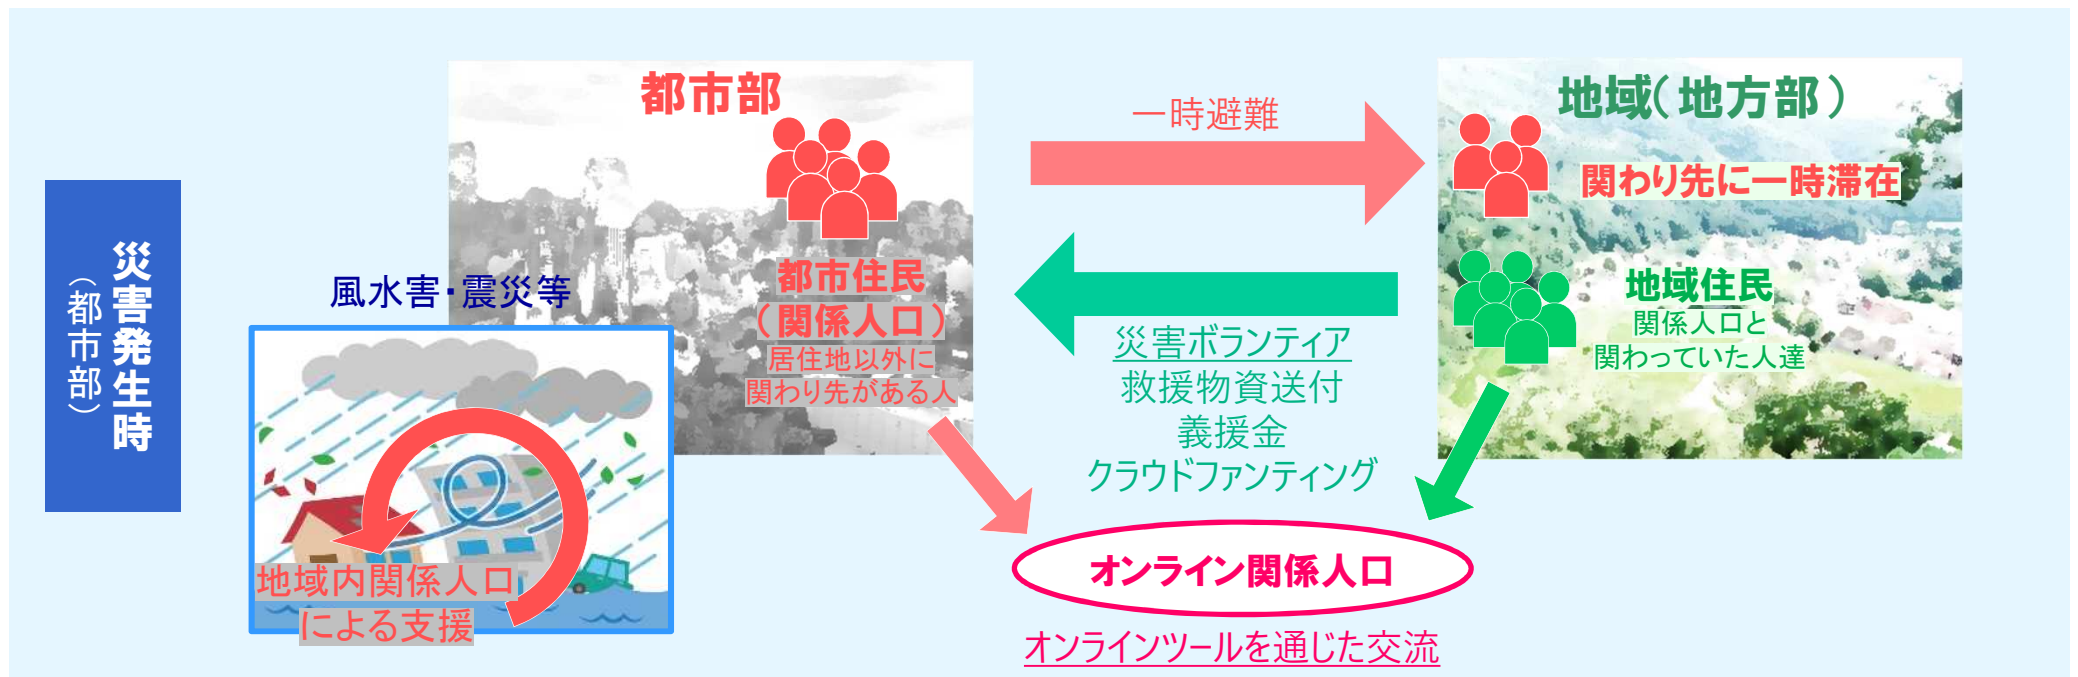 災害発生時
（都市部）
都市部
都市住民
（関係人口）
居住地以外に
関わり先がある人
風水害・震災等
地域内関係人口
による支援
一時避難
災害ボランティア
救援物資送付
義援金
クラウドファンティング
地域（地方部）
関わり先に一時滞在
地域住民
関係人口と
関わっていた人達
オンライン関係人口
オンラインツールを通じた交流